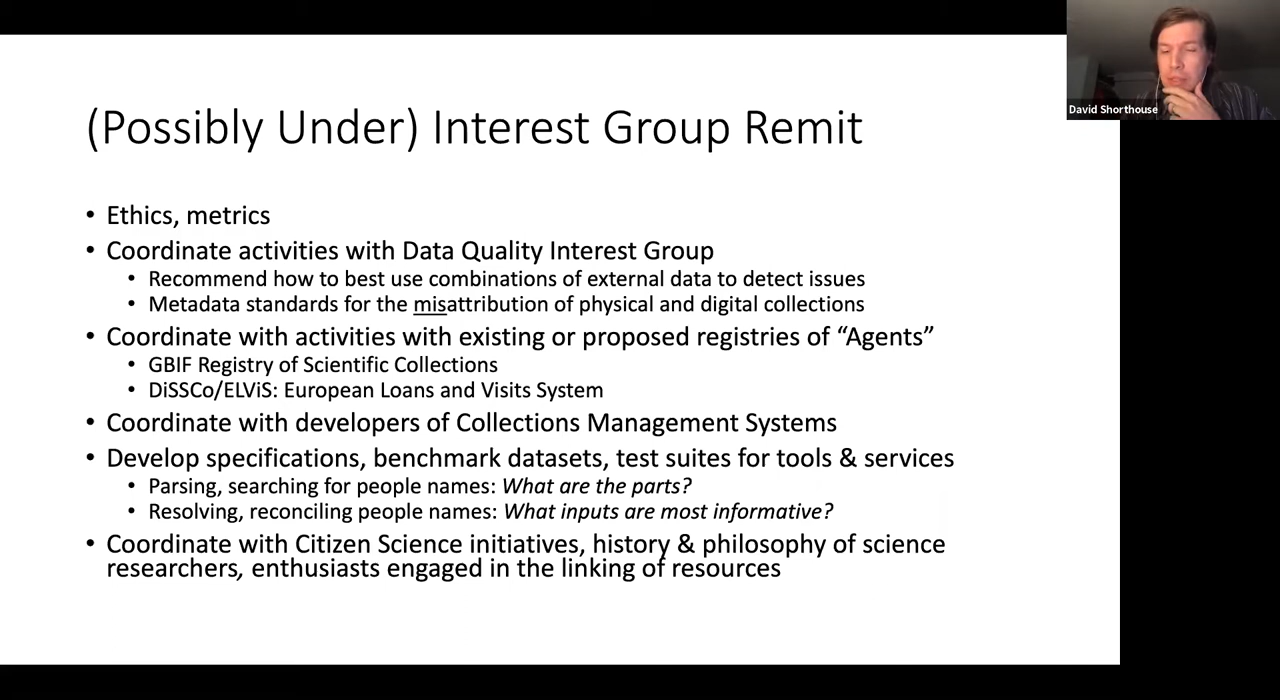 (Possibly Under) Interest Group Remit
• Ethics, metrics
• Coordinate activities with Data Quality Interest Group
• Recommend how to best use combinations of external data to detect issues
• Metadata standards for the misattribution of physical and digital collections
• Coordinate with activities with existing or proposed registries of “Agents”
• GBIF Registry of Scientific Collections
• DiSSCo/ELViS: European Loans and Visits System
• Coordinate with developers of Collections Management Systems
• Develop specifications, benchmark datasets, test suites for tools & services
• Parsing, searching for people names: What are the parts?
• Resolving, reconciling people names: What inputs are most informative?
• Coordinate with Citizen Science initiatives, history & philosophy of science
researchers, enthusiasts engaged in the linking of resources
David Shorthouse